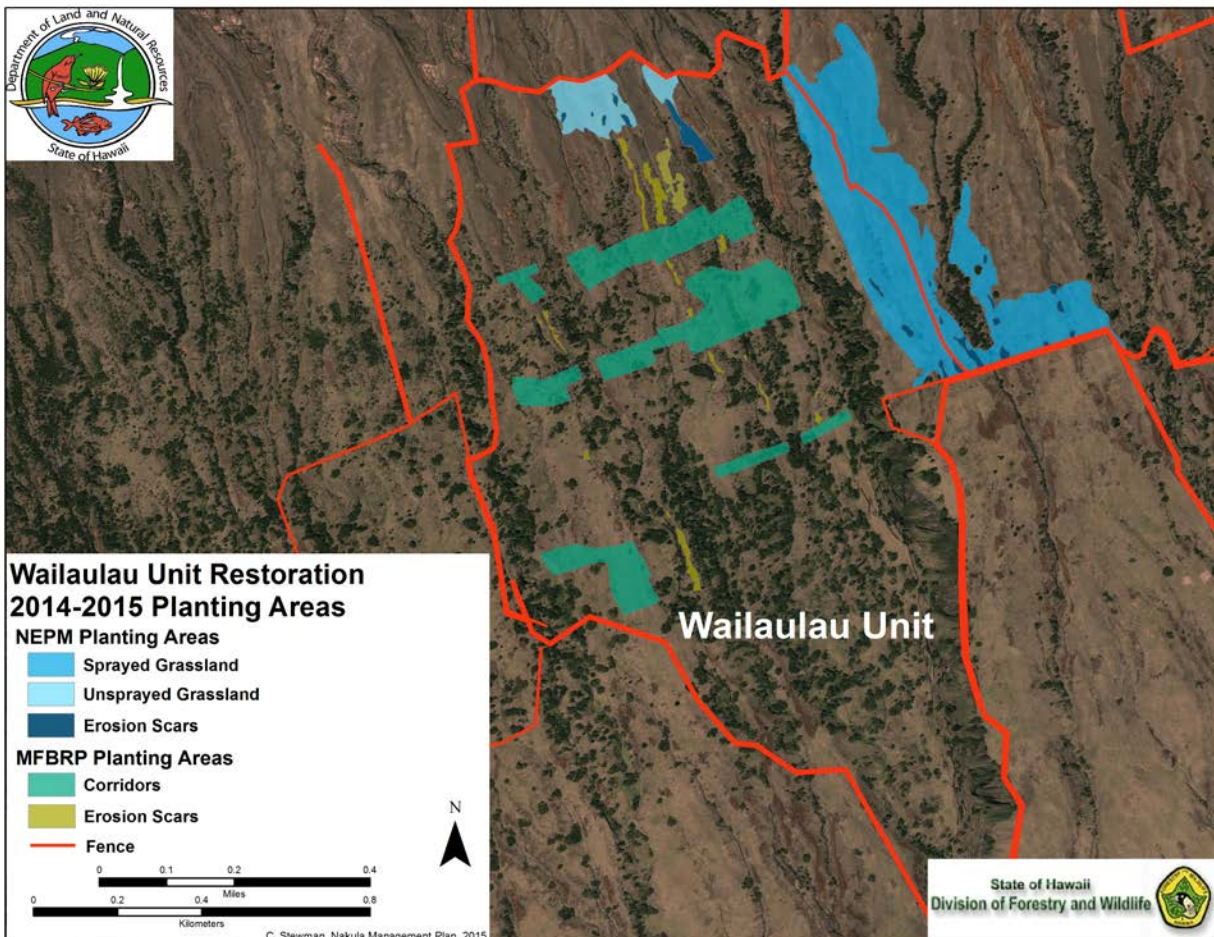 Department of Land and Natural Resources
State of Hawaii
Wailaulau Unit
Wailaulau Unit Restoration
2014-2015 Planting Areas
NEPM Planting Areas
Sprayed Grassland
Unsprayed Grassland
Erosion Scars
MFBRP Planting Areas
Corridors
Erosion Scars
Fence
N
0 0.1 0.2 0.4
Miles
0 0.2 0.4 0.8
Kilometers
C. Stewman, Nakula Management Plan, 2015
State of Hawaii
Division of Forestry and Wildlife